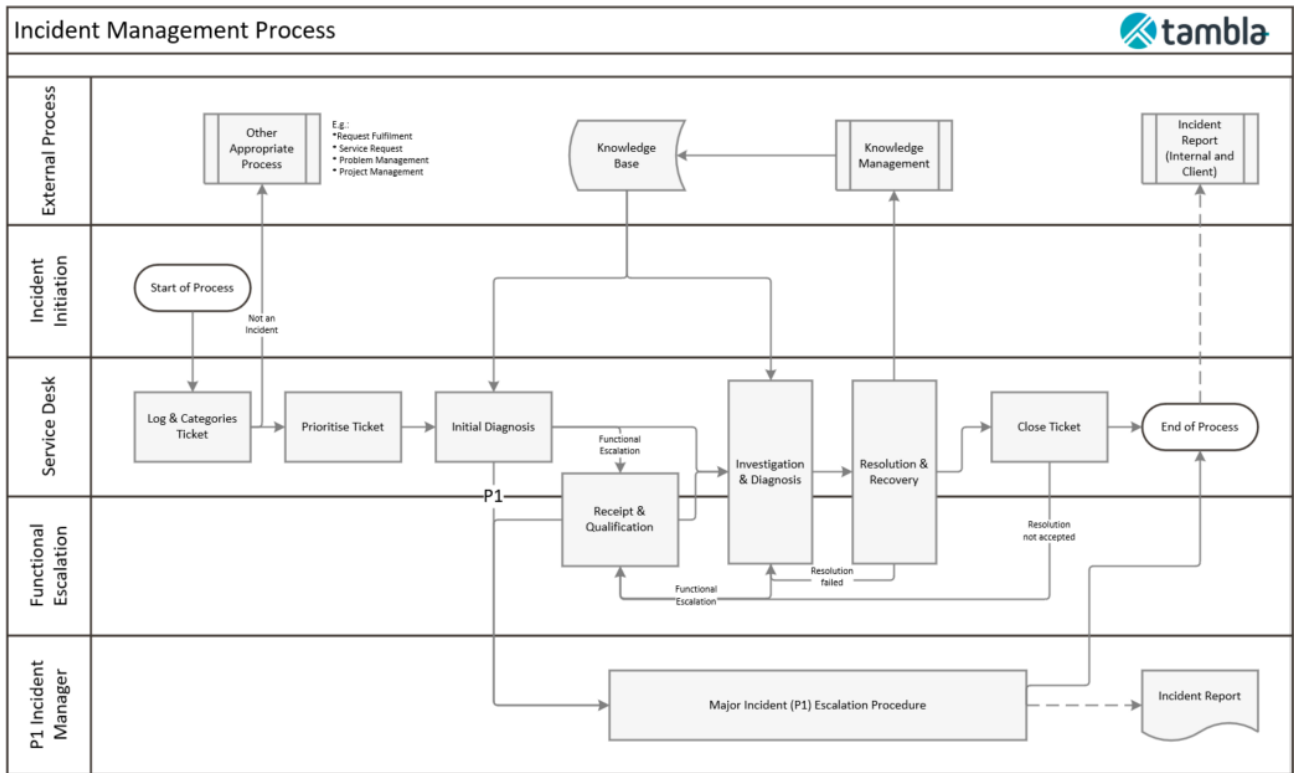 Incident Management Process
tambla
External Process
Other
Appropriate
Process
E.g.:
*Request Fulfilment
* Service Request
* Problem Management
* Project Management
Knowledge
Base
Knowledge
Management
Incident
Report
(Internal and
Client)
Incident
Initiation
Start of Process
Not an
Incident
Service Desk
Log & Categories
Ticket
Prioritise Ticket
Initial Diagnosis
Functional
Escalation
Investigation
& Diagnosis
Resolution &
Recovery
Close Ticket
End of Process
P1
Functional
Escalation
Receipt &
Qualification
Resolution
not accepted
Resolution
failed
Functional
Escalation
P1 Incident
Manager
Major Incident (P1) Escalation Procedure
Incident Report